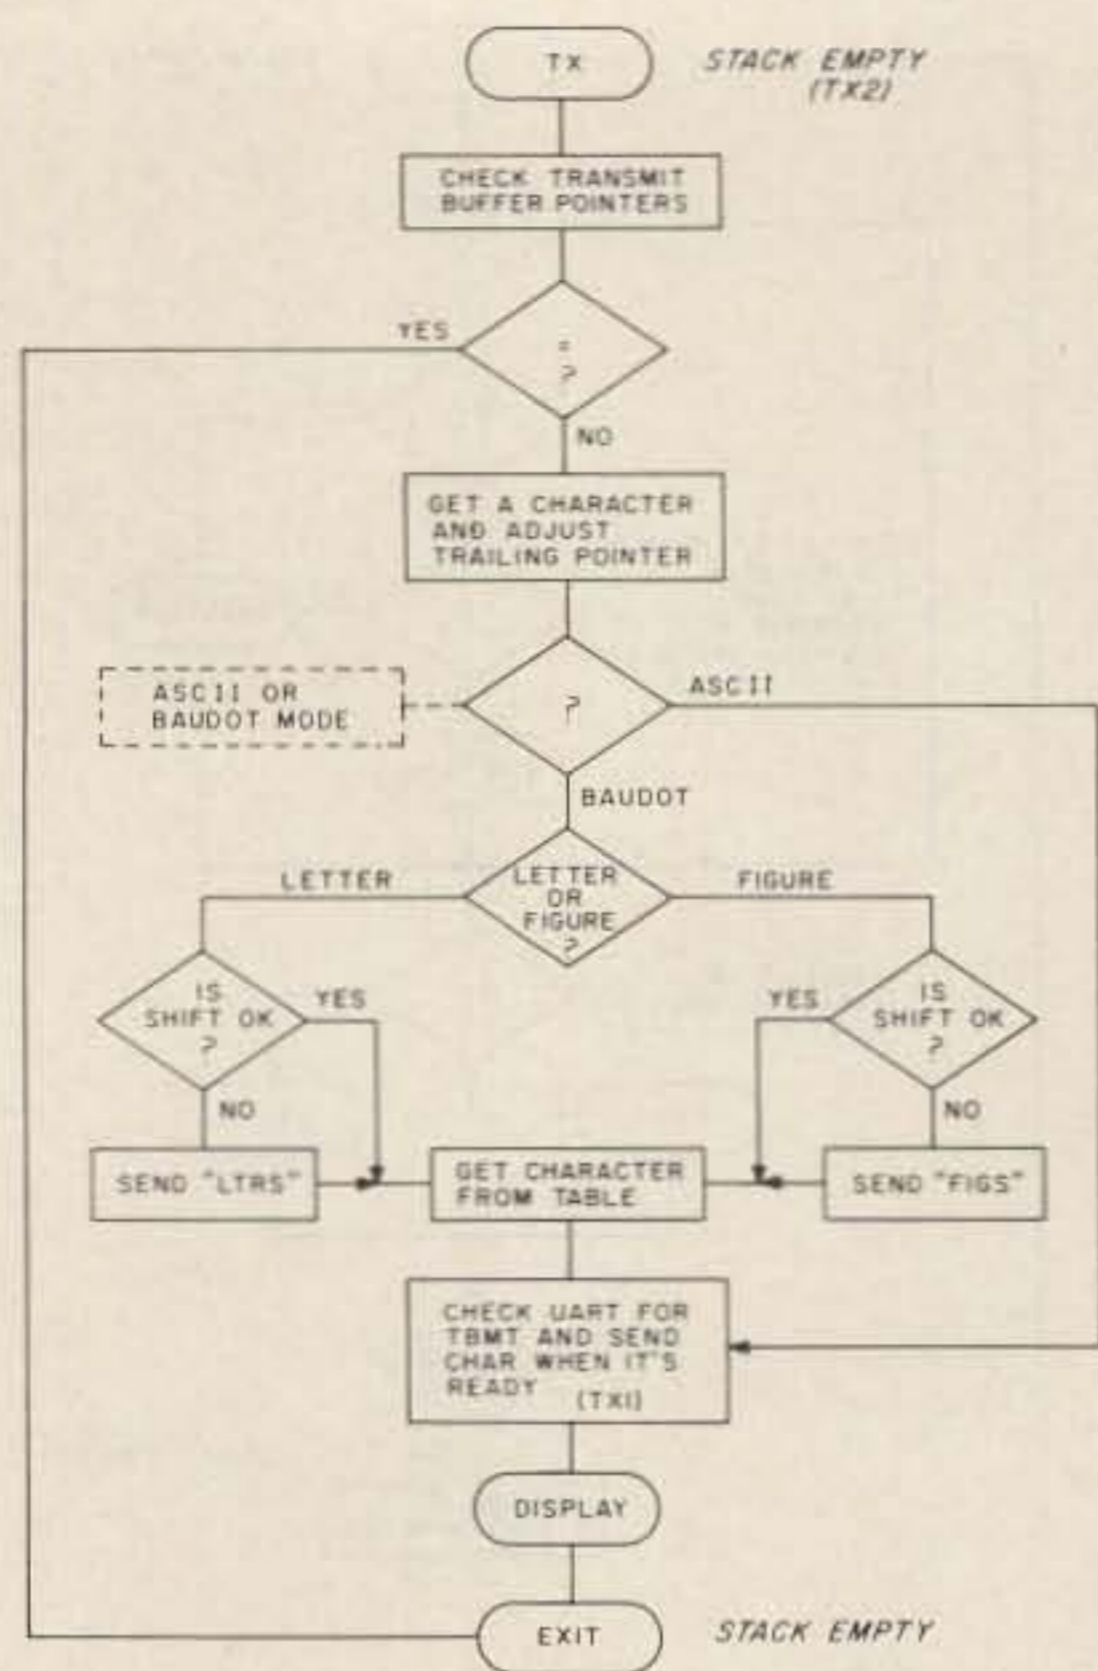 TX
STACK EMPTY
(TX2)
CHECK TRANSMIT
BUFFER POINTERS
YES
=
?
NO
GET A CHARACTER
AND ADJUST
TRAILING POINTER
ASCII OR
BAUDOT MODE
?
ASCII
BAUDOT
LETTER
LETTER
OR
FIGURE
?
FIGURE
IS
SHIFT OK
?
YES
NO
YES
IS
SHIFT OK
?
NO
SEND "LTRS"
GET CHARACTER
FROM TABLE
SEND "FIGS"
CHECK UART FOR
TBMT AND SEND
CHAR WHEN IT'S
READY (TX1)
DISPLAY
EXIT
STACK EMPTY